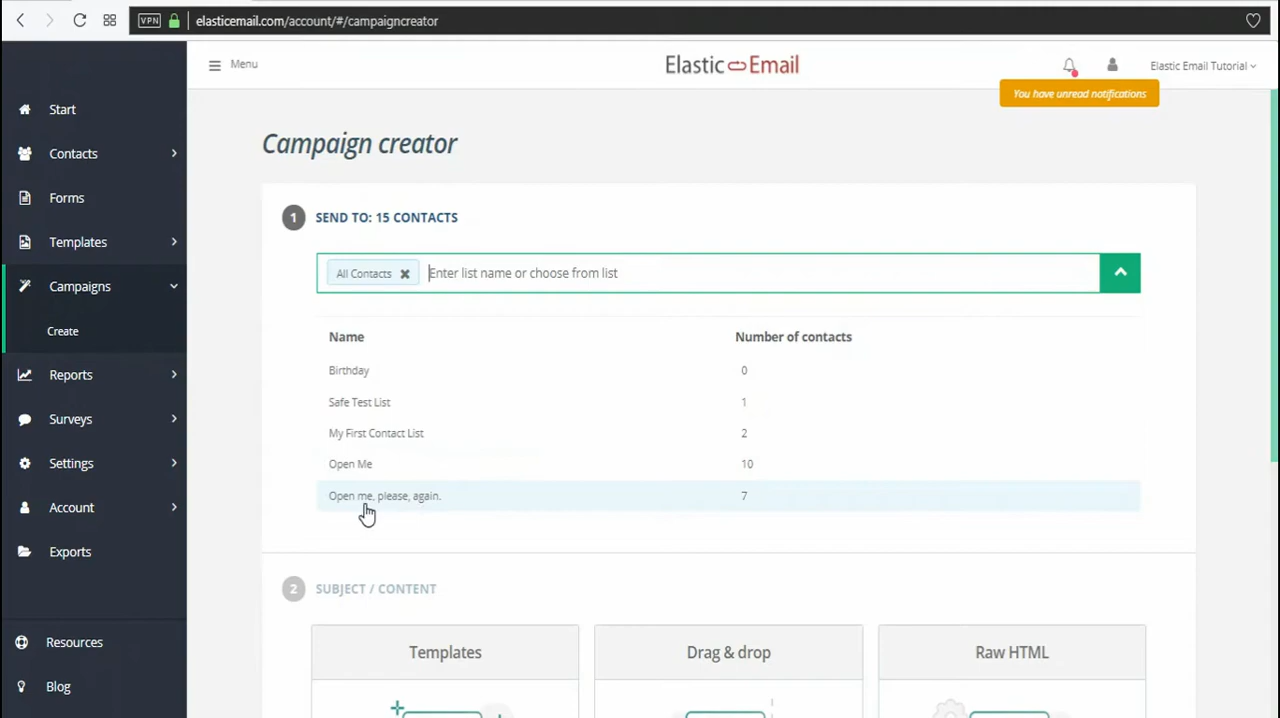 VPN
elasticemail.com/account/#/campaigncreator
Start
Contacts
Forms
Templates
Campaigns
Create
Reports
Surveys
Settings
Account
Exports
Resources
Blog
Menu
Elastic Email
Elastic Email Tutorial
You have unread notifications
Campaign creator
1 SEND TO: 15 CONTACTS
All Contacts Enter list name or choose from list
Name Number of contacts
Birthday 0
Safe Test List 1
My First Contact List 2
Open Me 10
Open me, please, again. 7
2 SUBJECT / CONTENT
Templates Drag & drop Raw HTML